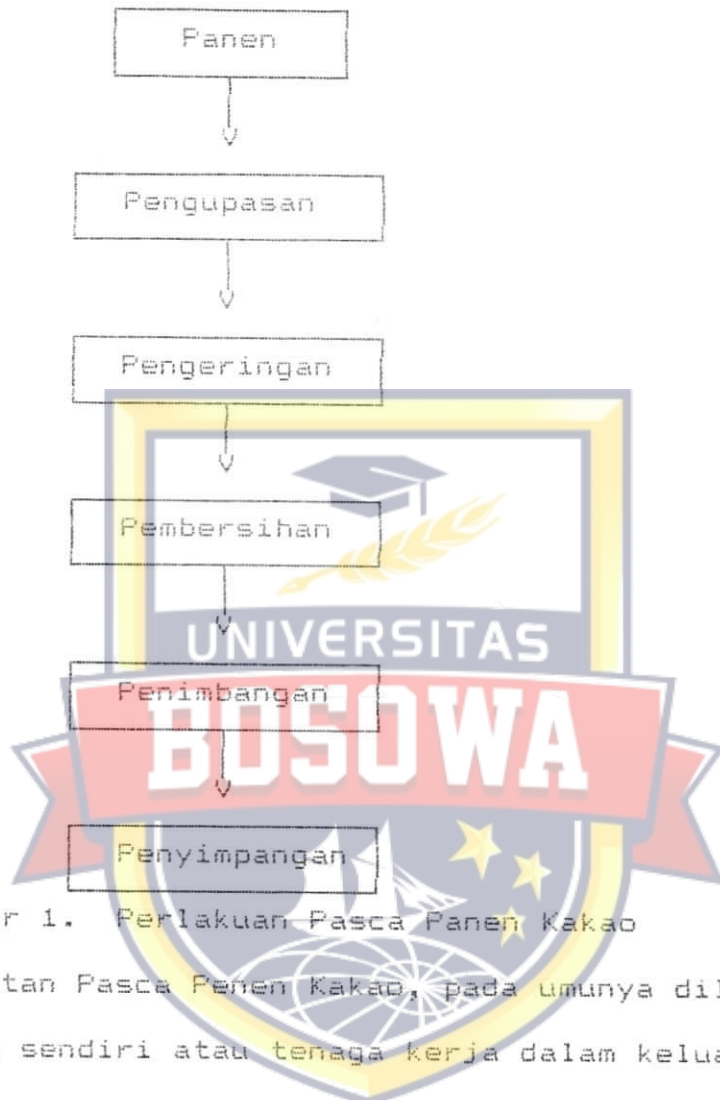 Panen
Pengupasan
Pengeringan
Pembersihan
UNIVERSITAS
Penimbangan
BOSOWA
Penyimpangan
r 1. Perlakuan Pasca Panen Kakao
tan Pasca Penen Kakao, pada umunya dil
sendiri atau tenaga kerja dalam kelua